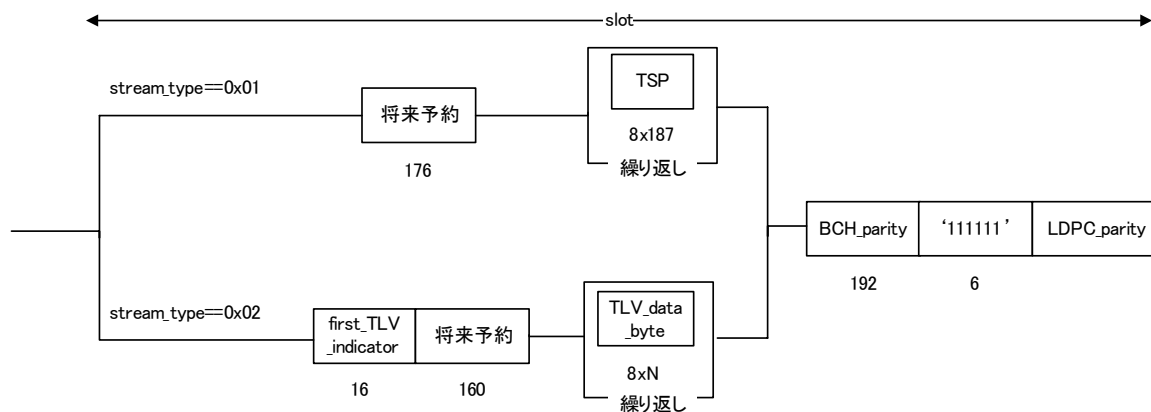 slot
stream_type==0x01
将来予約
176
TSP
8x187
繰り返し
BCH_parity
192
‘111111’
6
LDPC_parity
stream_type==0x02
first_TLV
_indicator
16
将来予約
160
TLV_data
_byte
8xN
繰り返し